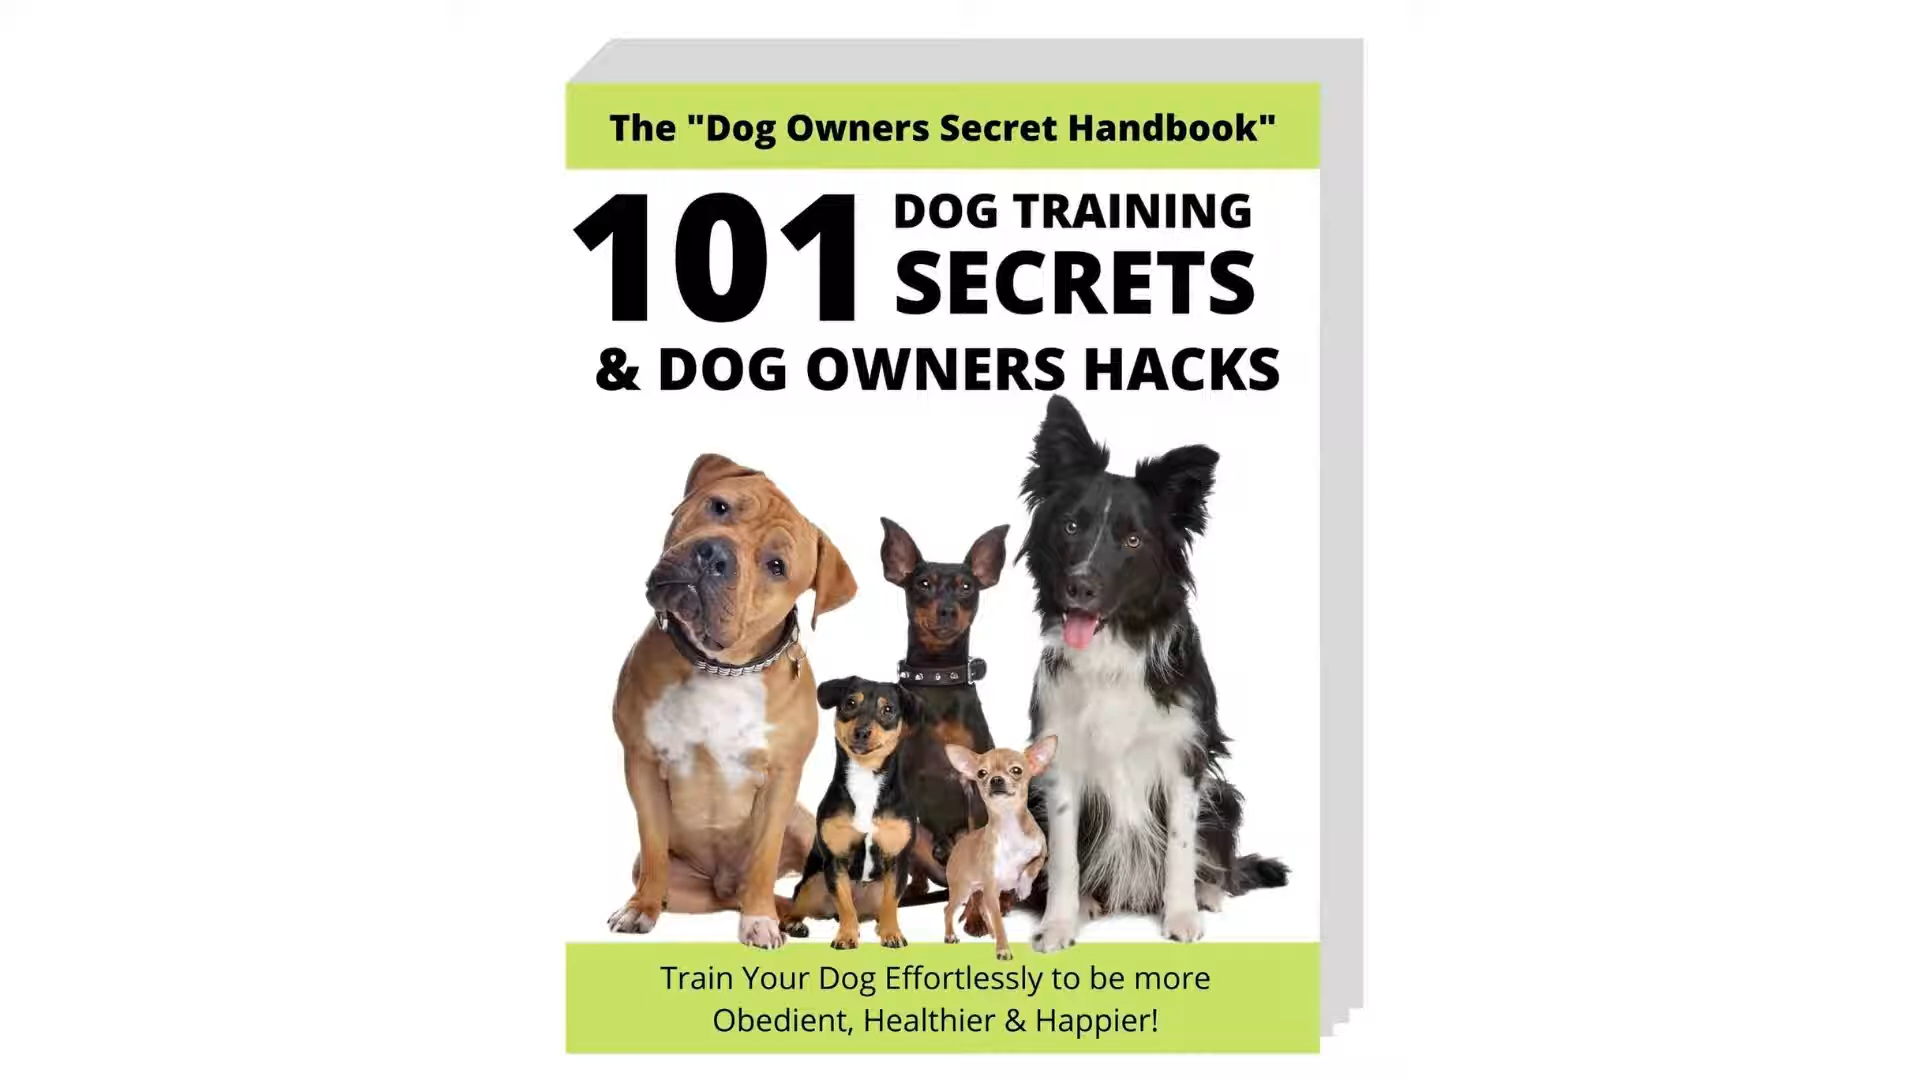 The "Dog Owners Secret Handbook"
101 DOG TRAINING
SECRETS
& DOG OWNERS HACKS
Train Your Dog Effortlessly to be more
Obedient, Healthier & Happier!